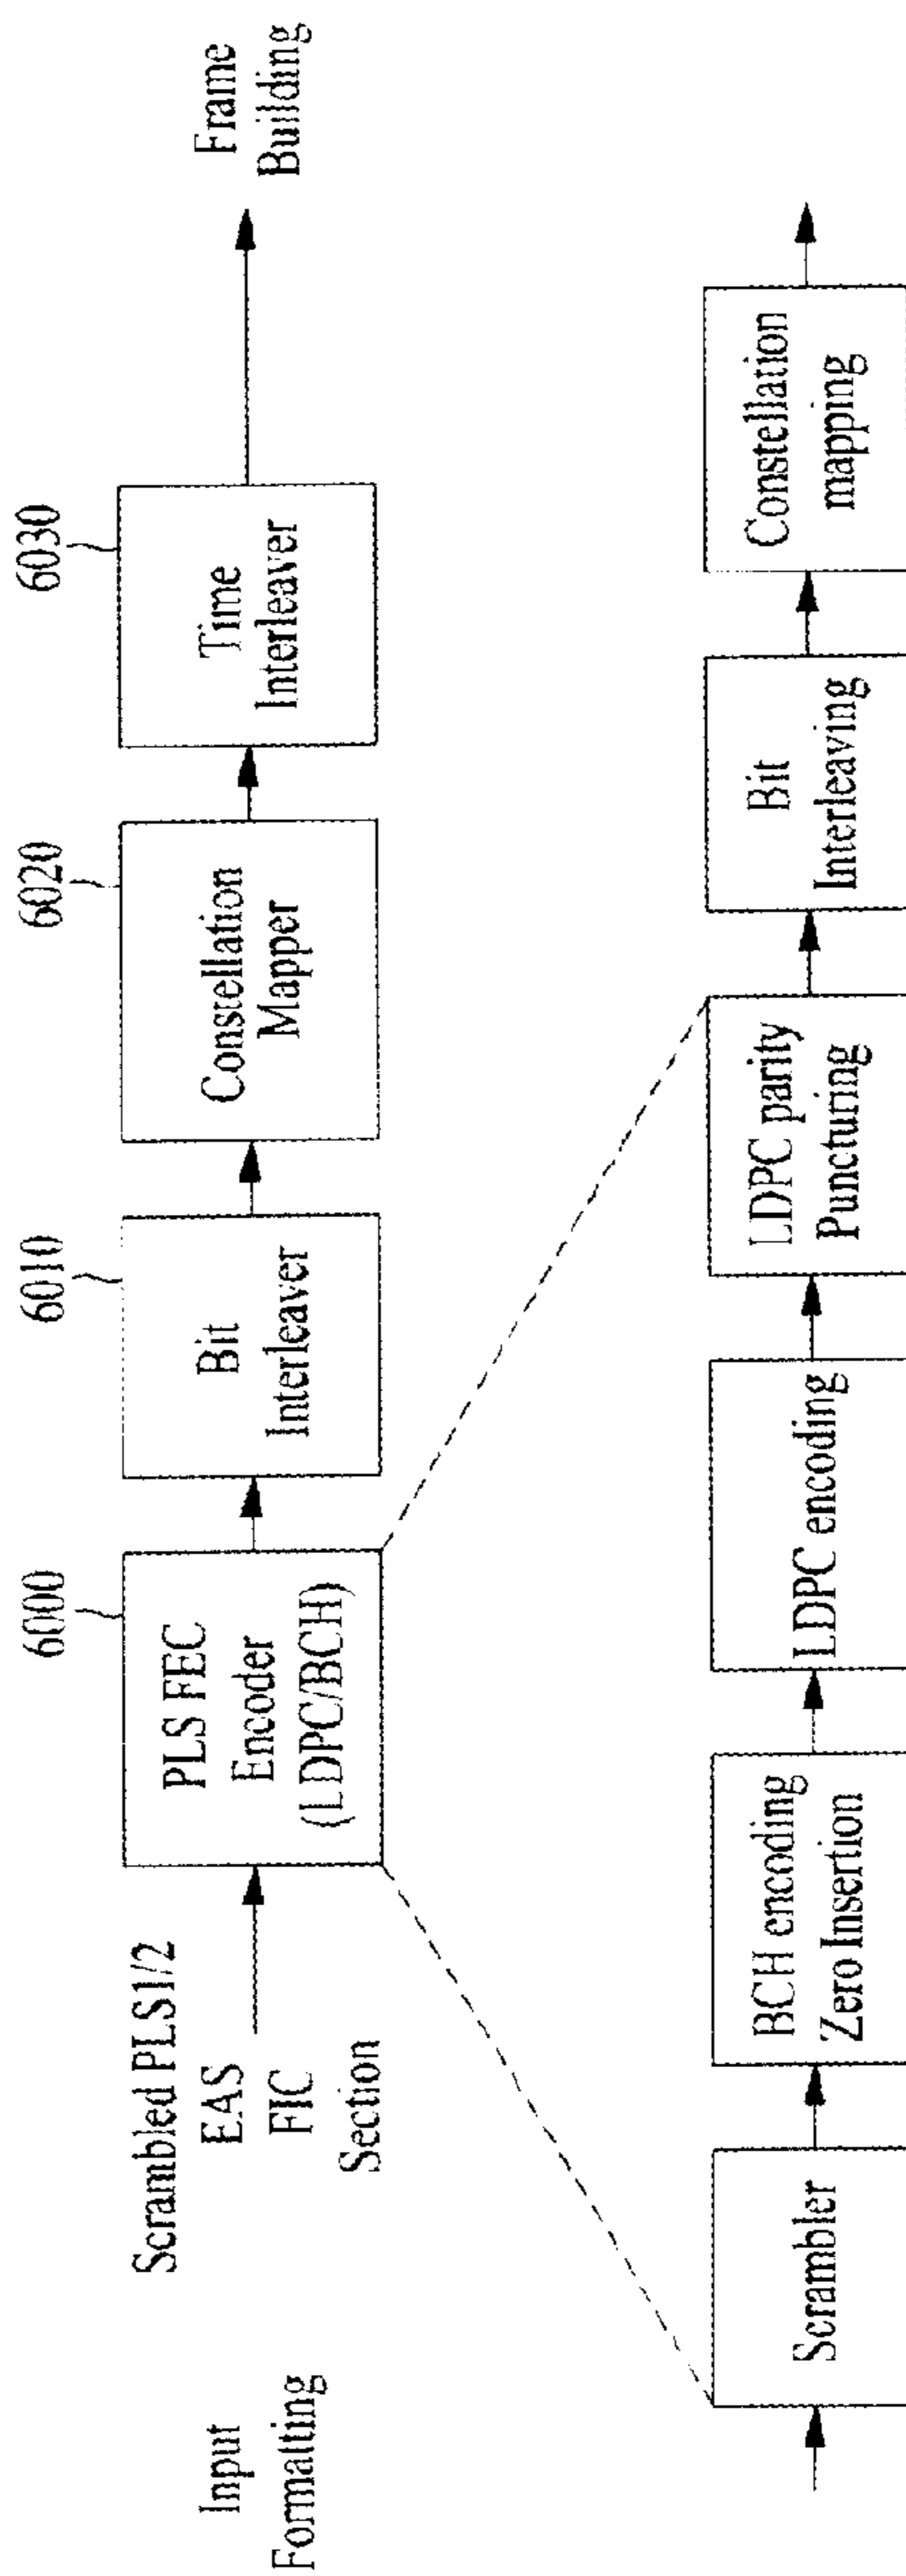 Input
Formatting
Scrambled PLS1/2
EAS
FIC
Section
6000
PLS FEC
Encoder
(LDPC/BCH)
6010
Bit
Interleaver
6020
Constellation
Mapper
6030
Time
Interleaver
Frame
Building
Scrambler
BCH encoding
Zero Insertion
LDPC encoding
LDPC parity
Puncturing
Bit
Interleaving
Constellation
mapping